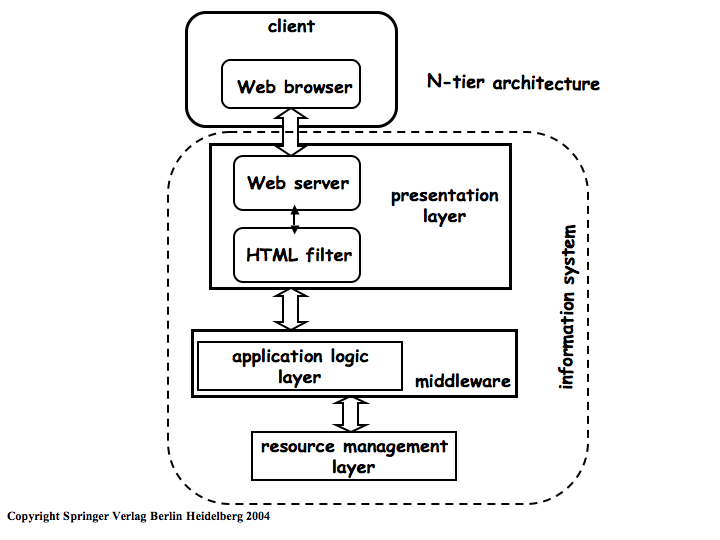 client
Web browser
N-tier architecture
Web server
presentation
layer
HTML filter
information system
application logic
layer
middleware
resource management
layer
Copyright Springer Verlag Berlin Heidelberg 2004